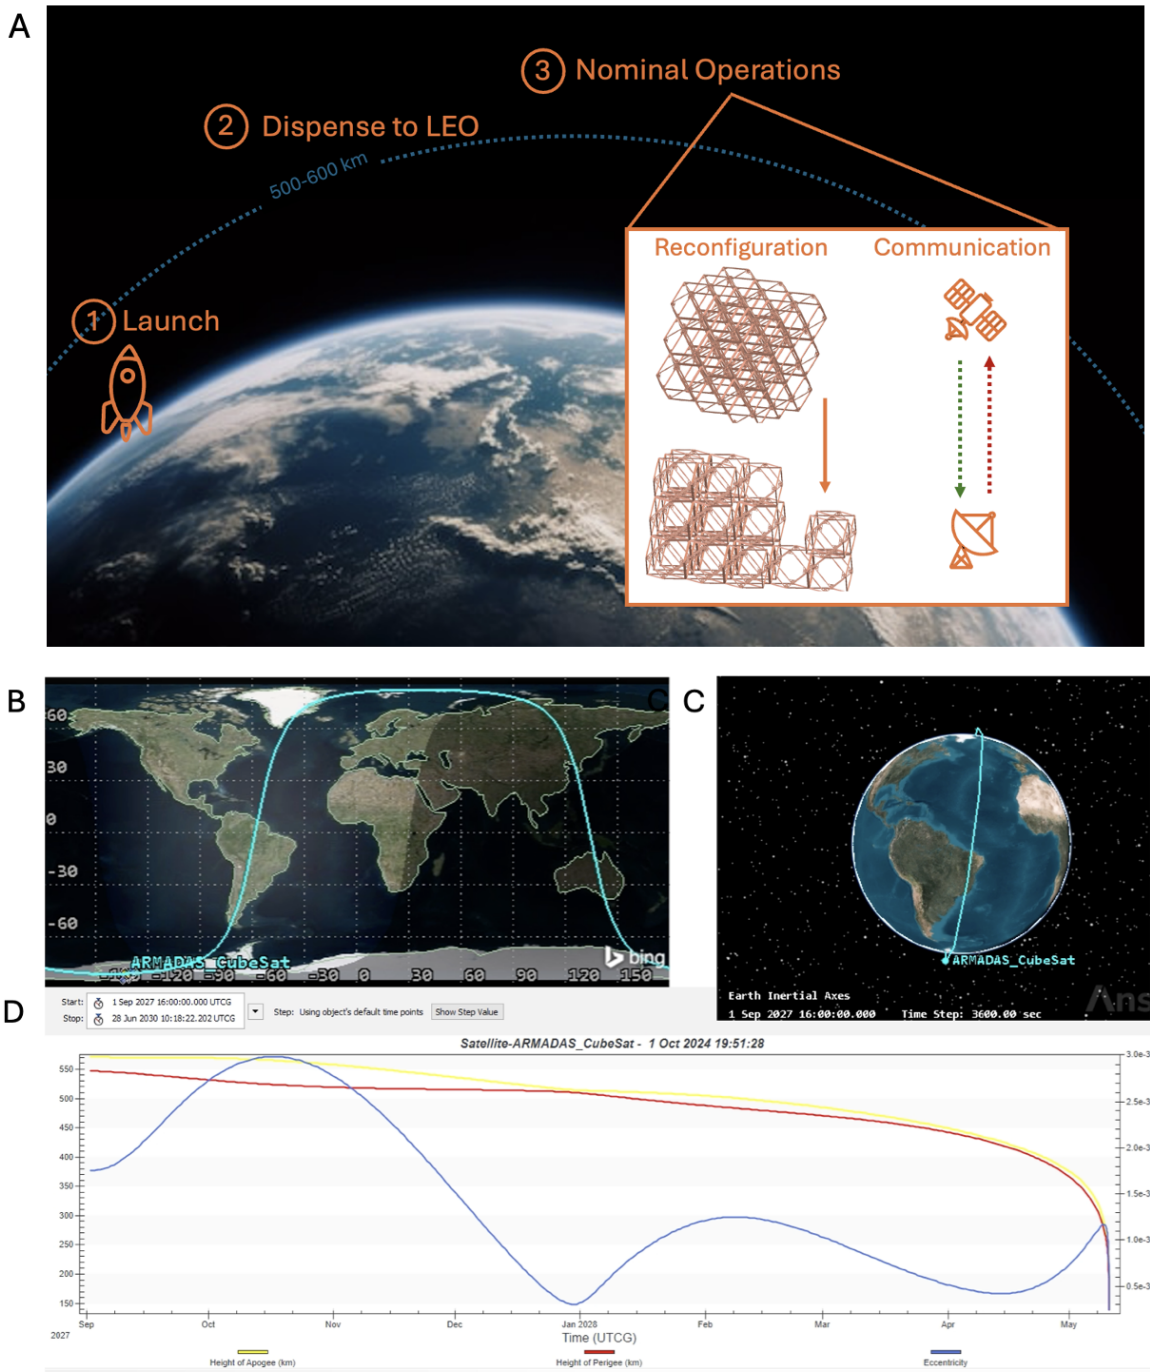 A
3 Nominal Operations
2 Dispense to LEO
500-600 km
1 Launch
Reconfiguration Communication
B
60
30
0
-30
-60
ARMADAS_CubeSat
-120 -90 -60 -30 0 30 60 90 120 150
bing
C C
ARMADAS_CubeSat
Earth Inertial Axes
1 Sep 2027 16:00:00.000 Time Step: 3600.00 sec
Ans
D
Start: 1 Sep 2027 16:00:00.000 UTCG
Stop: 28 Jun 2030 10:18:22.202 UTCG
Step: Using object's default time points Show Step Value
Satellite-ARMADAS_CubeSat - 1 Oct 2024 19:51:28
550
500
450
400
350
300
250
200
150
3.0e-3
2.5e-3
2.0e-3
1.5e-3
1.0e-3
0.5e-3
Sep Oct Nov Dec Jan 2028 Feb Mar Apr May
2027
Time (UTCG)
Height of Apogee (km) Height of Perigee (km) Eccentricity